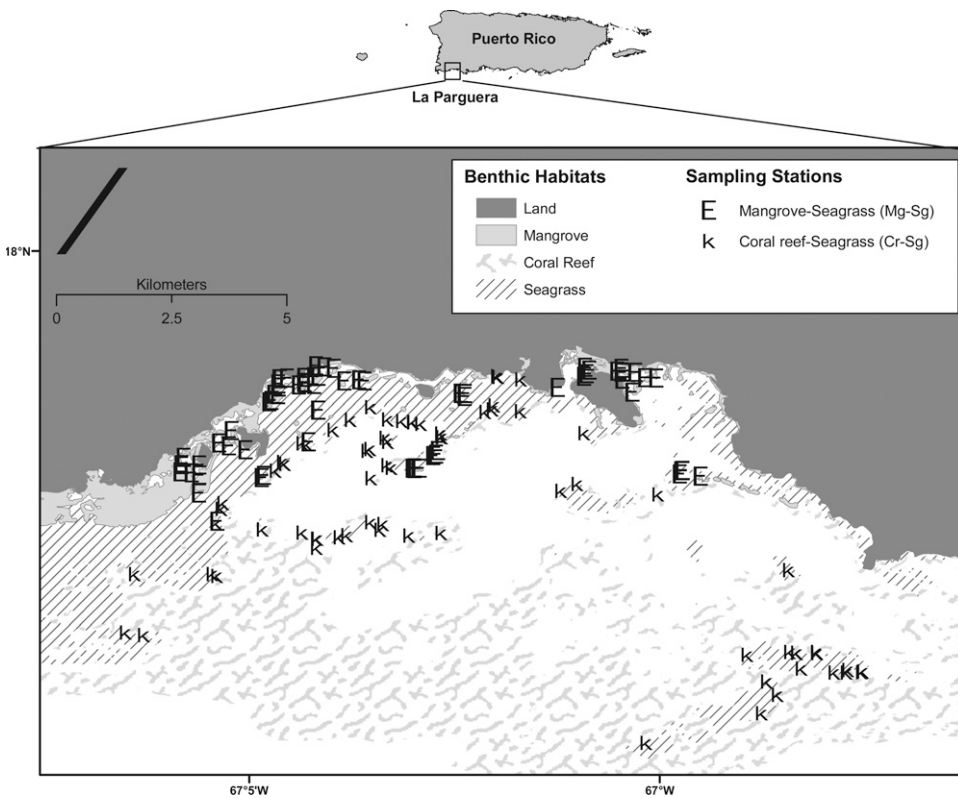 Puerto Rico
La Parguera
Benthic Habitats
Land
Mangrove
Coral Reef
Seagrass
Sampling Stations
E Mangrove-Seagrass (Mg-Sg)
k Coral reef-Seagrass (Cr-Sg)
18°N
Kilometers
0 2.5 5
67°5'W 67°W